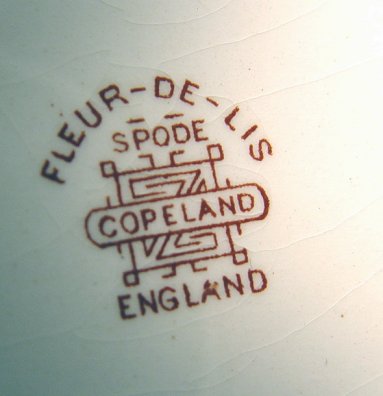 FLEUR-DE-LIS
SPODE
COPELAND
ENGLAND